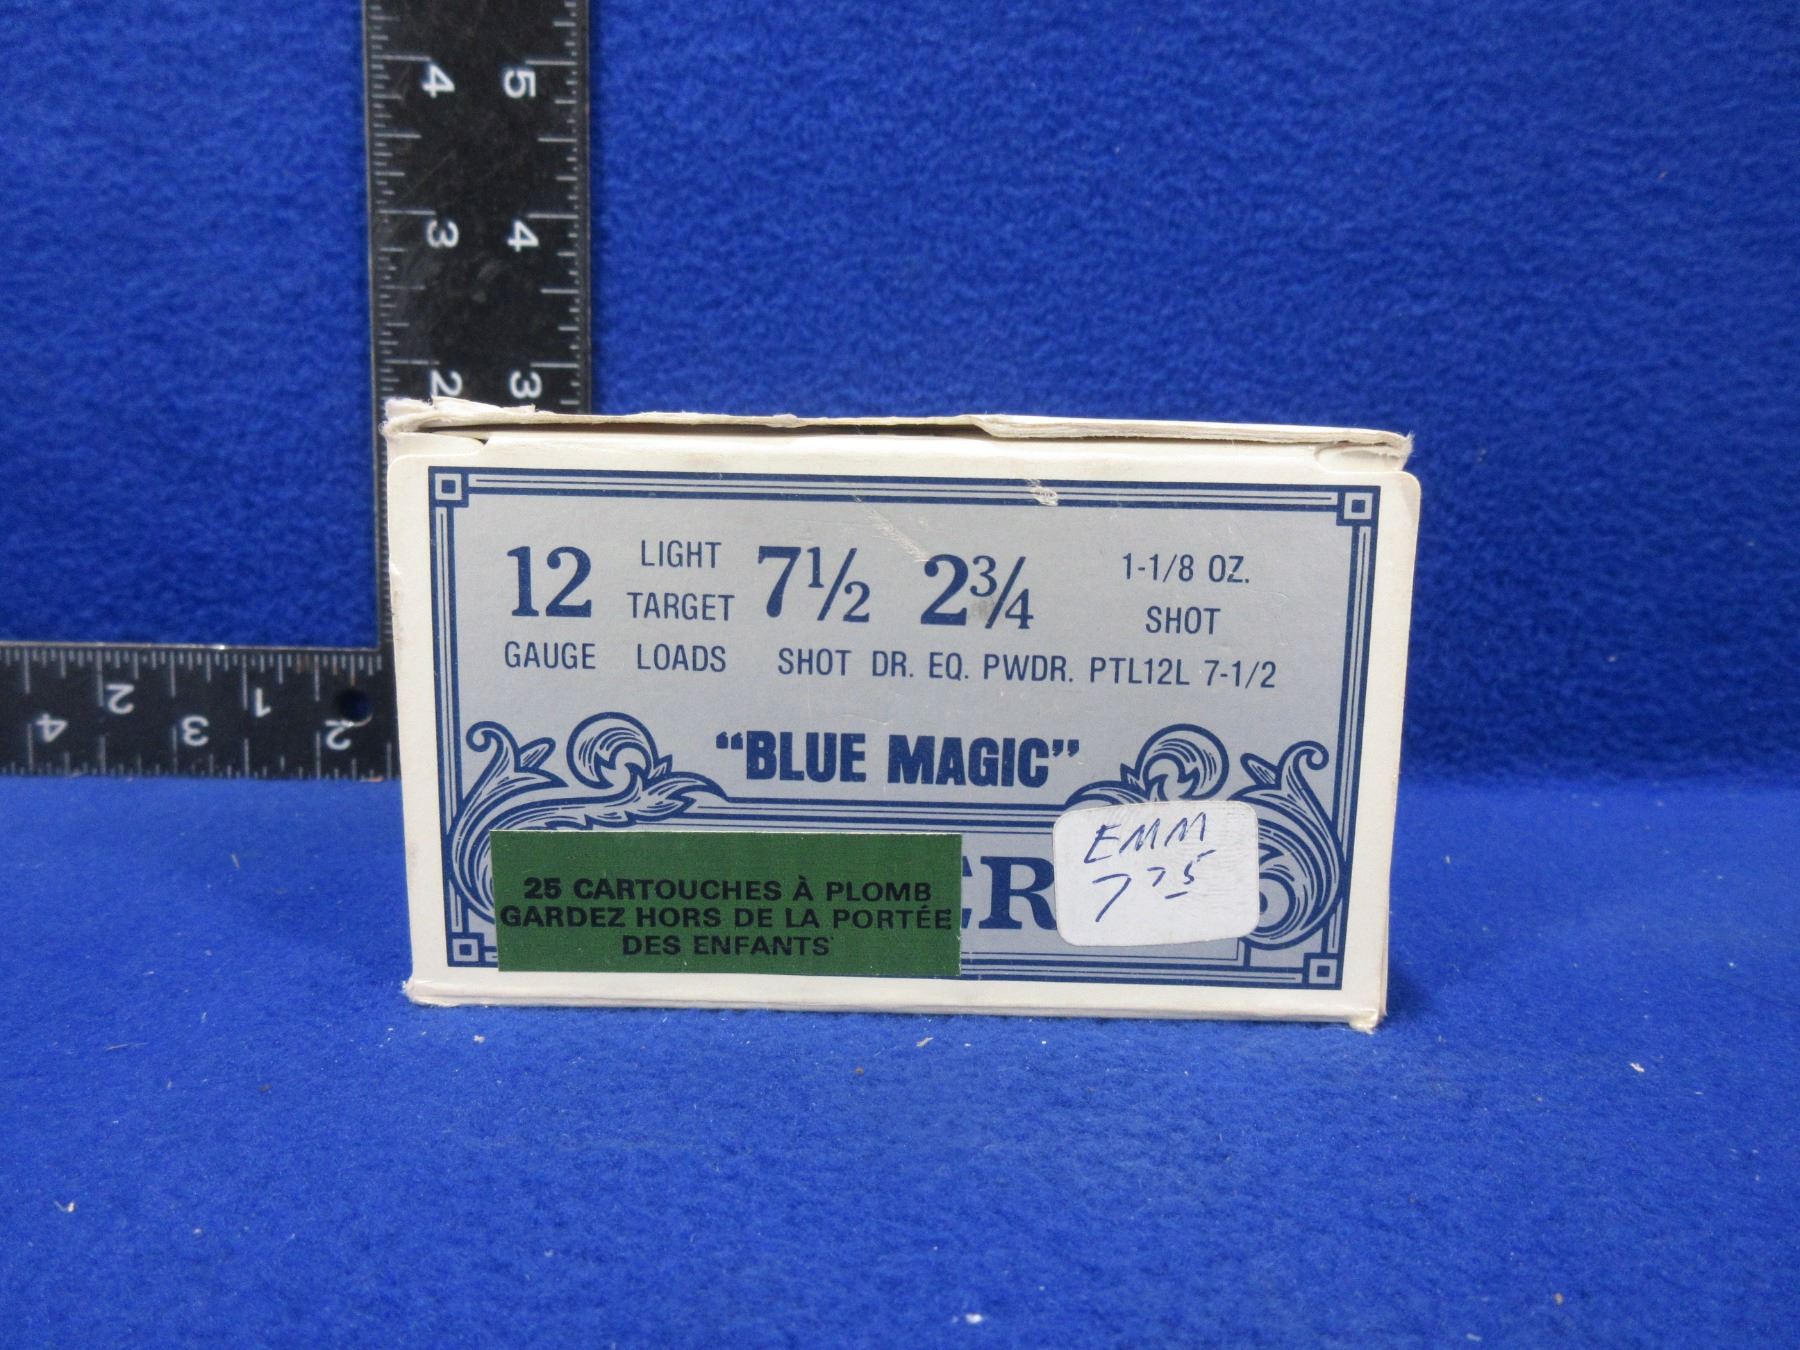 4 5
3 4
2 3
12 LIGHT 7½ 2¾ 1-1/8 OZ.
TARGET SHOT
GAUGE LOADS SHOT DR. EQ. PWDR. PTL12L 7-1/2
4 2 3 1 2
“BLUE MAGIC”
25 CARTOUCHES À PLOMB
GARDEZ HORS DE LA PORTÉE
DES ENFANTS
EMM
7 75